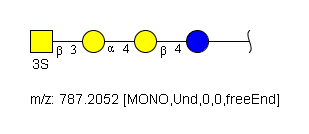 β 3 α 4 β 4
3S
m/z: 787.2052 [MONO,Und,0,0,freeEnd]